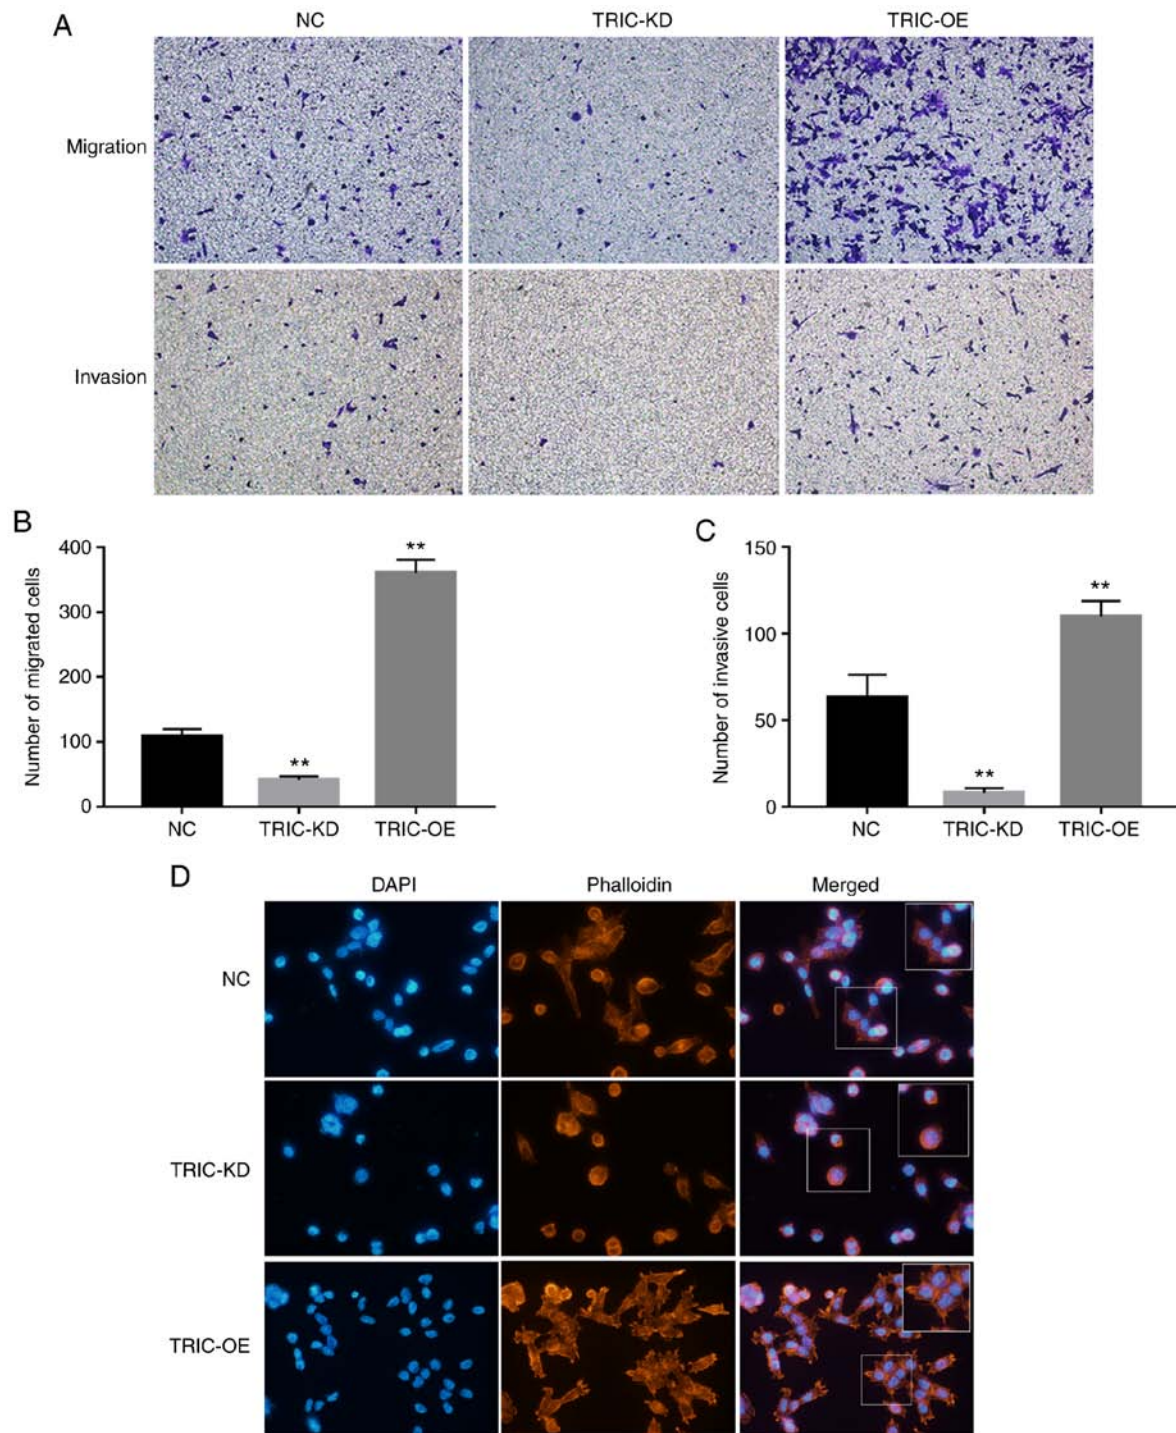 A
NC TRIC-KD TRIC-OE
Migration
Invasion
B
Number of migrated cells
400
300
200
100
0
**
**
NC TRIC-KD TRIC-OE
C
Number of invasive cells
150
100
50
0
**
**
NC TRIC-KD TRIC-OE
D
DAPI Phalloidin Merged
NC
TRIC-KD
TRIC-OE